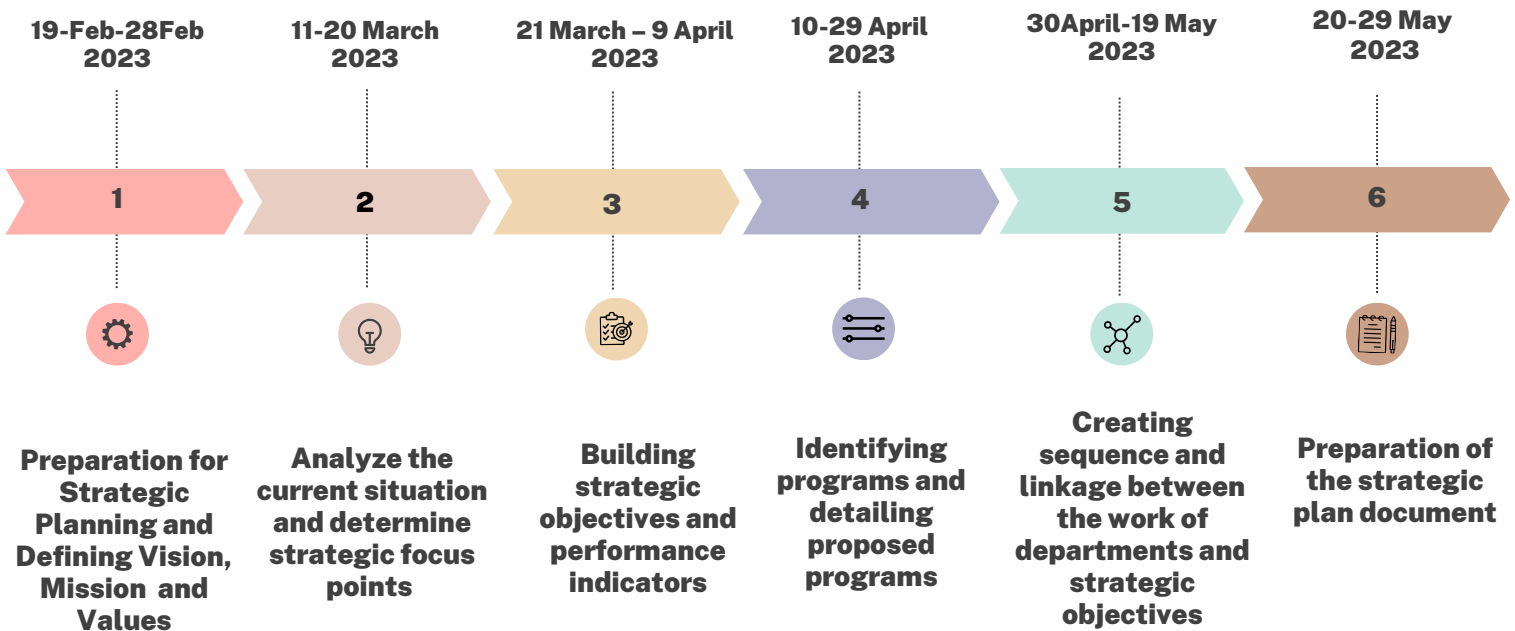 19-Feb-28Feb
2023
11-20 March
2023
21 March – 9 April
2023
10-29 April
2023
30April-19 May
2023
20-29 May
2023
1
2
3
4
5
6
Preparation for
Strategic
Planning and
Defining Vision,
Mission and
Values
Analyze the
current situation
and determine
strategic focus
points
Building
strategic
objectives and
performance
indicators
Identifying
programs and
detailing
proposed
programs
Creating
sequence and
linkage between
the work of
departments and
strategic
objectives
Preparation of
the strategic
plan document